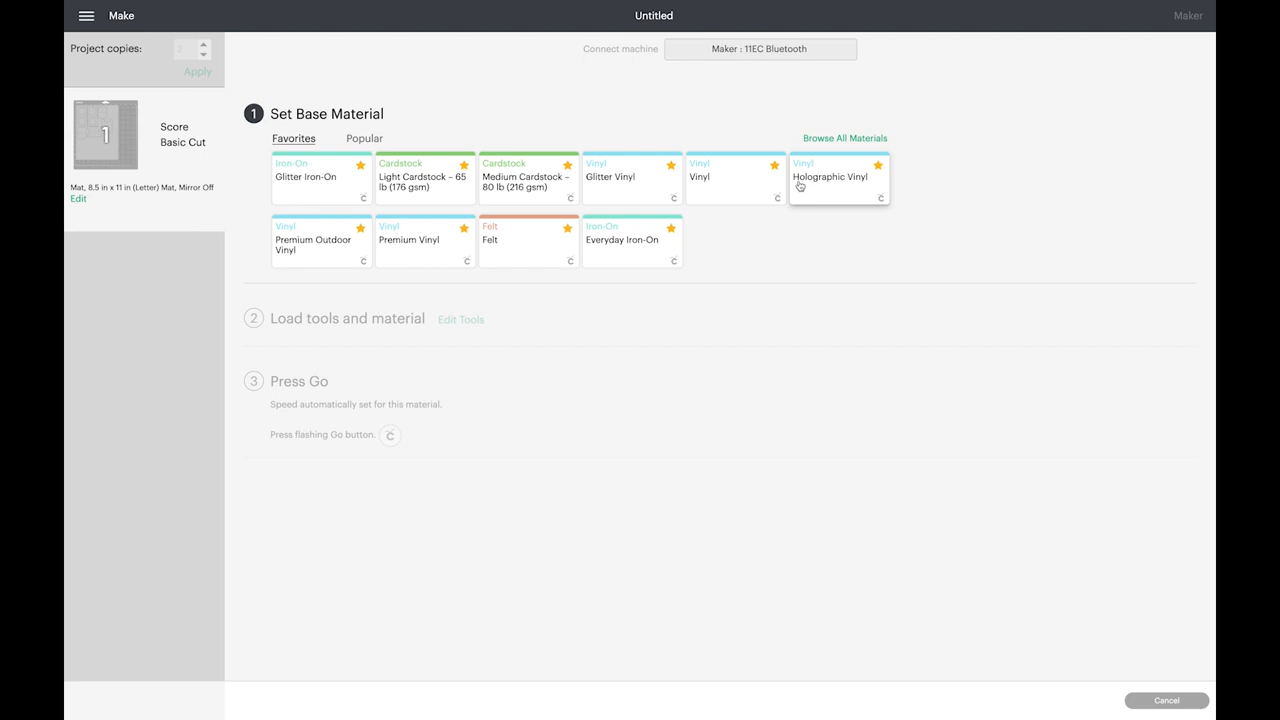 Make
Untitled
Maker
Project copies:
Apply
Connect machine
Maker : 11EC Bluetooth
1
Score
Basic Cut
Mat, 8.5 in x 11 in (Letter) Mat, Mirror Off
Edit
1 Set Base Material
Favorites
Popular
Browse All Materials
Iron-On
Glitter Iron-On
Cardstock
Light Cardstock – 65
lb (176 gsm)
Cardstock
Medium Cardstock –
80 lb (216 gsm)
Vinyl
Glitter Vinyl
Vinyl
Vinyl
Vinyl
Holographic Vinyl
Vinyl
Premium Outdoor
Vinyl
Vinyl
Premium Vinyl
Felt
Felt
Iron-On
Everyday Iron-On
2 Load tools and material
Edit Tools
3 Press Go
Speed automatically set for this material.
Press flashing Go button.
Cancel